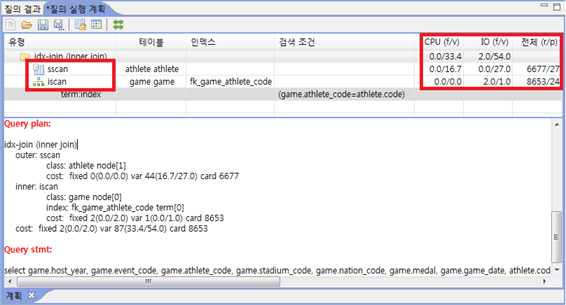 질의 결과 *질의 실행 계획
유형 테이블 인덱스 검색 조건 CPU (f/v) IO (f/v) 전체 (r/p)
idx-join (inner join) 0.0/33.4 2.0/54.0
sscan athlete athlete 0.0/16.7 0.0/27.0 6677/27
iscan game game fk_game_athlete_code 0.0/0.0 2.0/1.0 8653/24
term:index (game.athlete_code=athlete.code)
Query plan:
idx-join (inner join)
outer: sscan
class: athlete node[1]
cost: fixed 0(0.0/0.0) var 44(16.7/27.0) card 6677
inner: iscan
class: game node[0]
index: fk_game_athlete_code term[0]
cost: fixed 2(0.0/2.0) var 1(0.0/1.0) card 8653
cost: fixed 2(0.0/2.0) var 87(33.4/54.0) card 8653
Query stmt:
select game.host_year, game.event_code, game.athlete_code, game.stadium_code, game.nation_code, game.medal, game.game_date, athlete.cod
계획